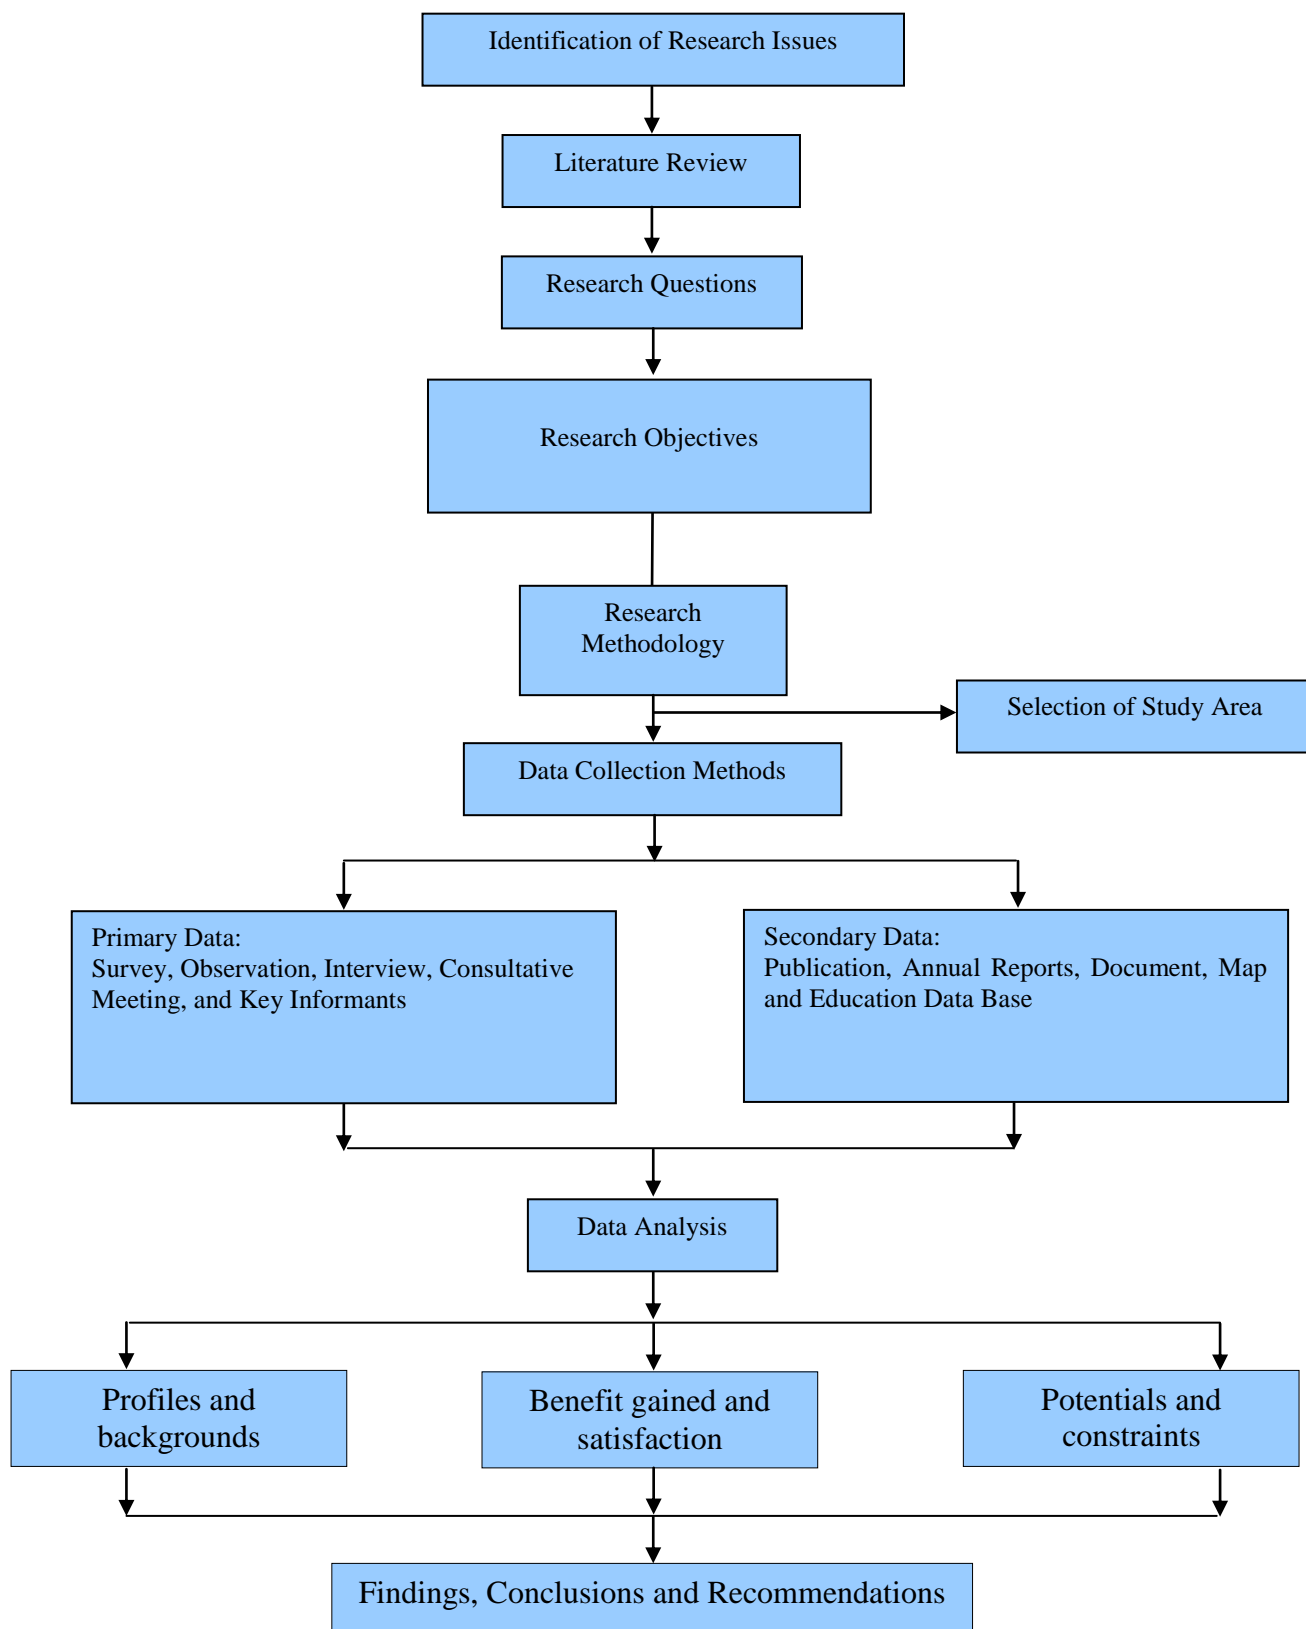 Identification of Research Issues
Literature Review
Research Questions
Research Objectives
Research
Methodology
Selection of Study Area
Data Collection Methods
Primary Data:
Survey, Observation, Interview, Consultative
Meeting, and Key Informants
Secondary Data:
Publication, Annual Reports, Document, Map
and Education Data Base
Data Analysis
Profiles and
backgrounds
Benefit gained and
satisfaction
Potentials and
constraints
Findings, Conclusions and Recommendations